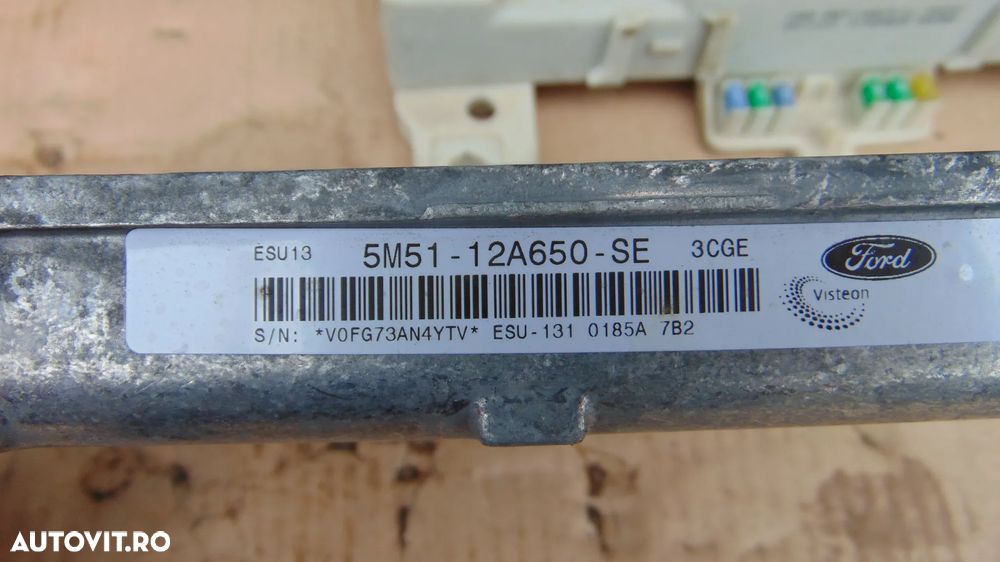 ESU13 5M51-12A650-SE 3CGE
Ford
Visteon
S/N: *V0FG73AN4YTV* ESU-131 0185A 7B2
AUTOVIT.RO